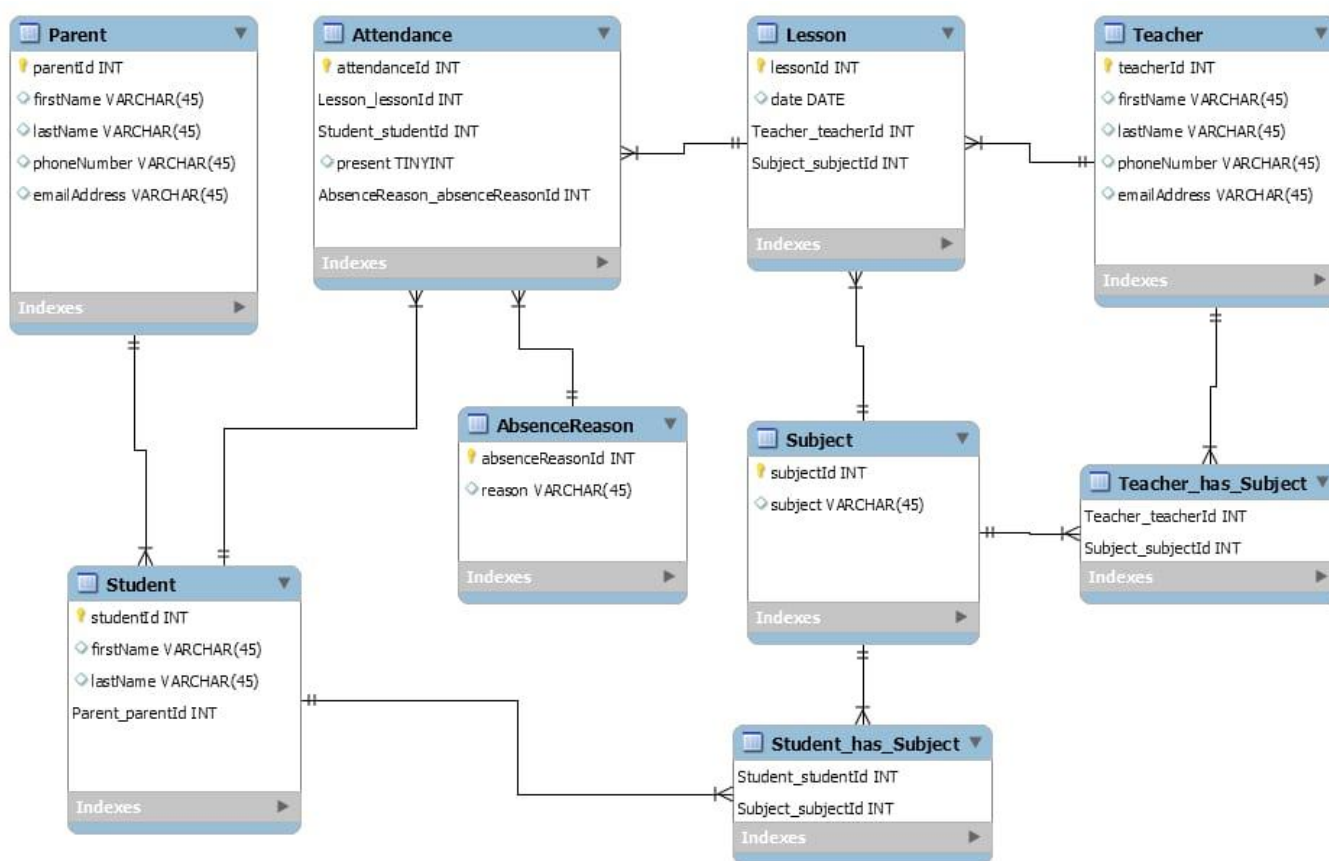 Parent
parentId INT
firstName VARCHAR(45)
lastName VARCHAR(45)
phoneNumber VARCHAR(45)
emailAddress VARCHAR(45)
Indexes
Attendance
attendanceId INT
Lesson_lessonId INT
Student_studentId INT
present TINYINT
AbsenceReason_absenceReasonId INT
Indexes
Lesson
lessonId INT
date DATE
Teacher_teacherId INT
Subject_subjectId INT
Indexes
Teacher
teacherId INT
firstName VARCHAR(45)
lastName VARCHAR(45)
phoneNumber VARCHAR(45)
emailAddress VARCHAR(45)
Indexes
AbsenceReason
absenceReasonId INT
reason VARCHAR(45)
Indexes
Subject
subjectId INT
subject VARCHAR(45)
Indexes
Teacher_has_Subject
Teacher_teacherId INT
Subject_subjectId INT
Indexes
Student
studentId INT
firstName VARCHAR(45)
lastName VARCHAR(45)
Parent_parentId INT
Indexes
Student_has_Subject
Student_studentId INT
Subject_subjectId INT
Indexes